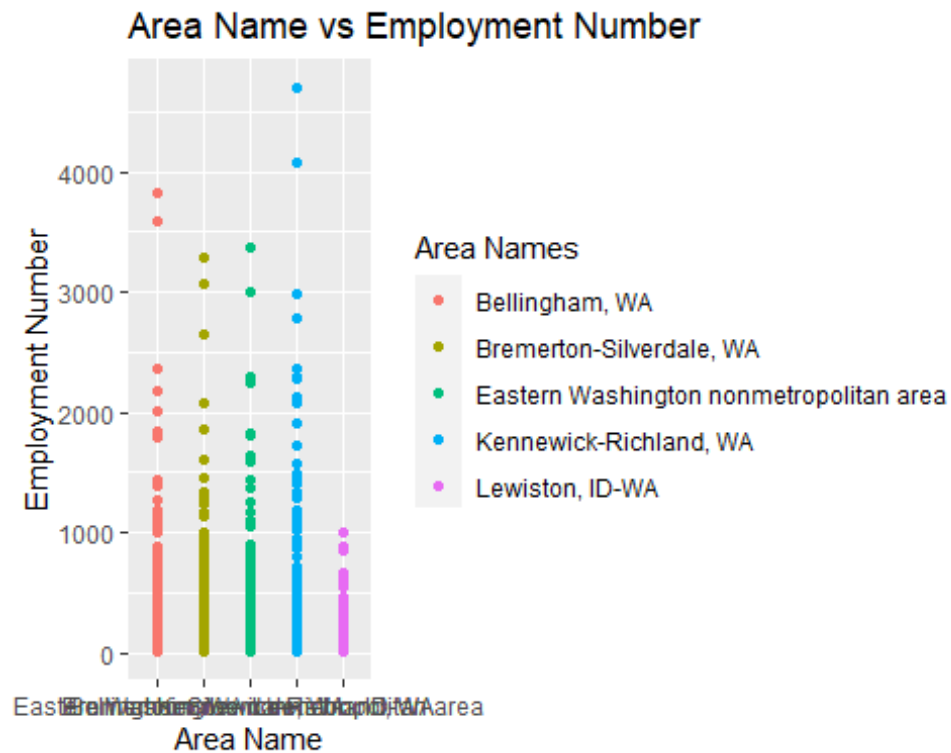 Area Name vs Employment Number
Employment Number
4000
3000
2000
1000
0
Area Name
Area Names
Bellingham, WA
Bremerton-Silverdale, WA
Eastern Washington nonmetropolitan area
Kennewick-Richland, WA
Lewiston, ID-WA